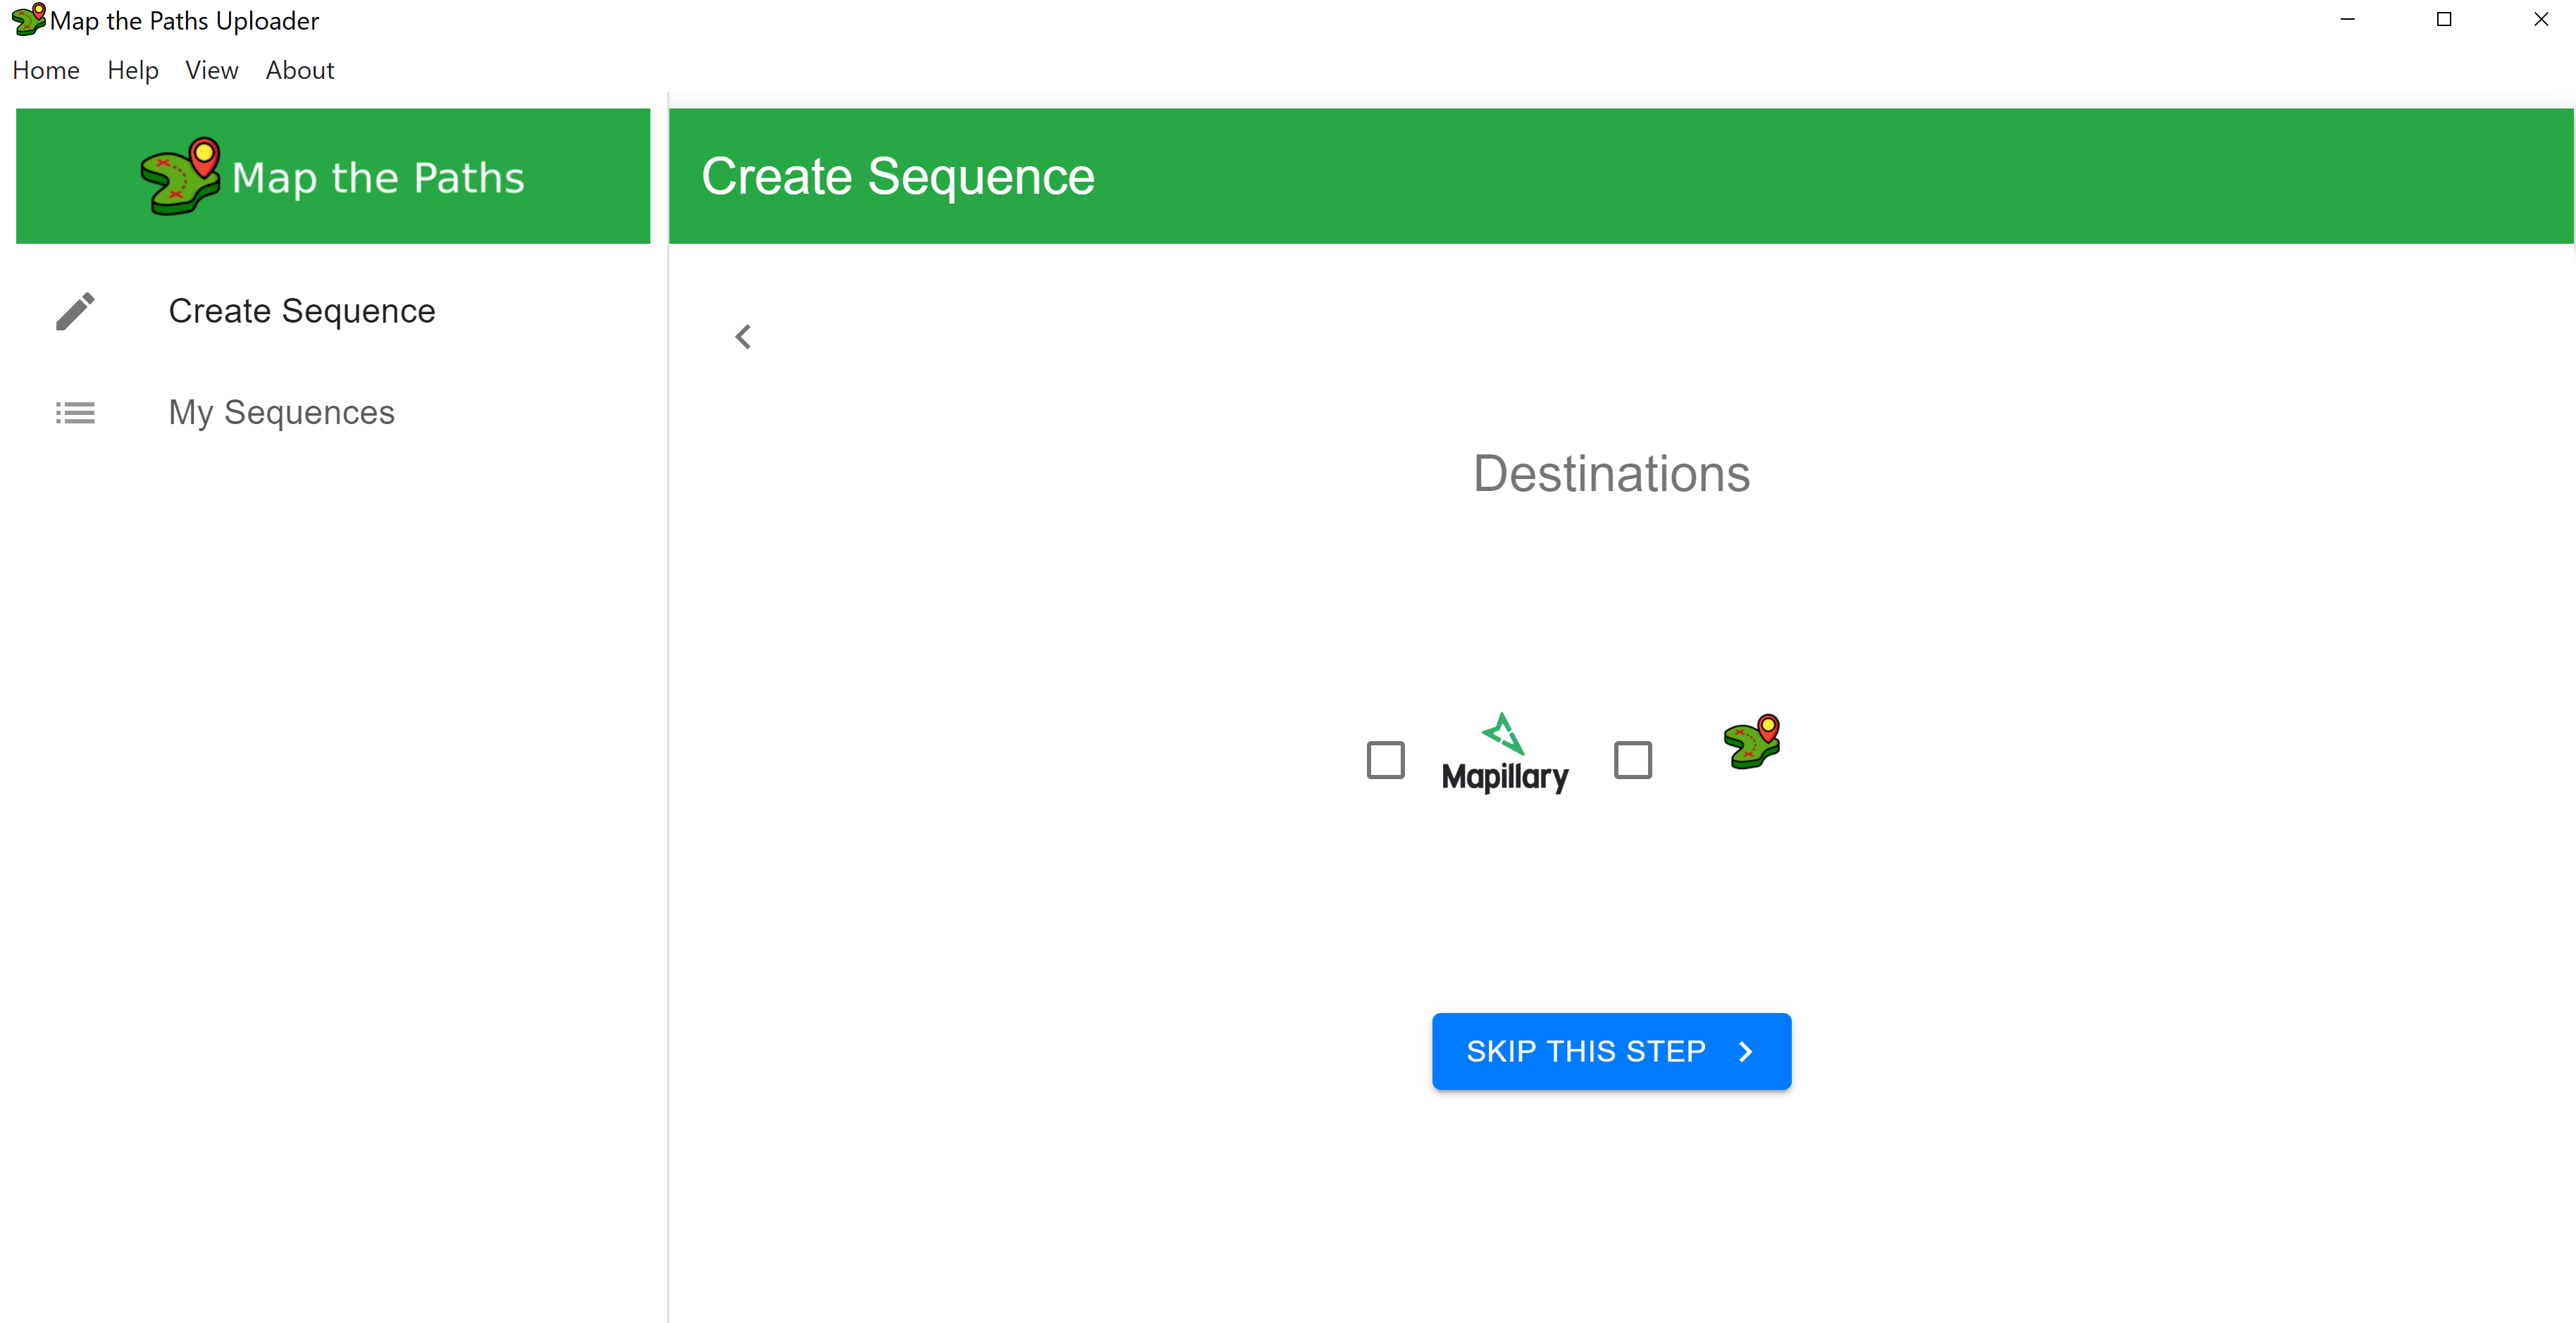 Map the Paths Uploader
Home Help View About
Map the Paths
Create Sequence
Create Sequence
My Sequences
Destinations
Mapillary
SKIP THIS STEP